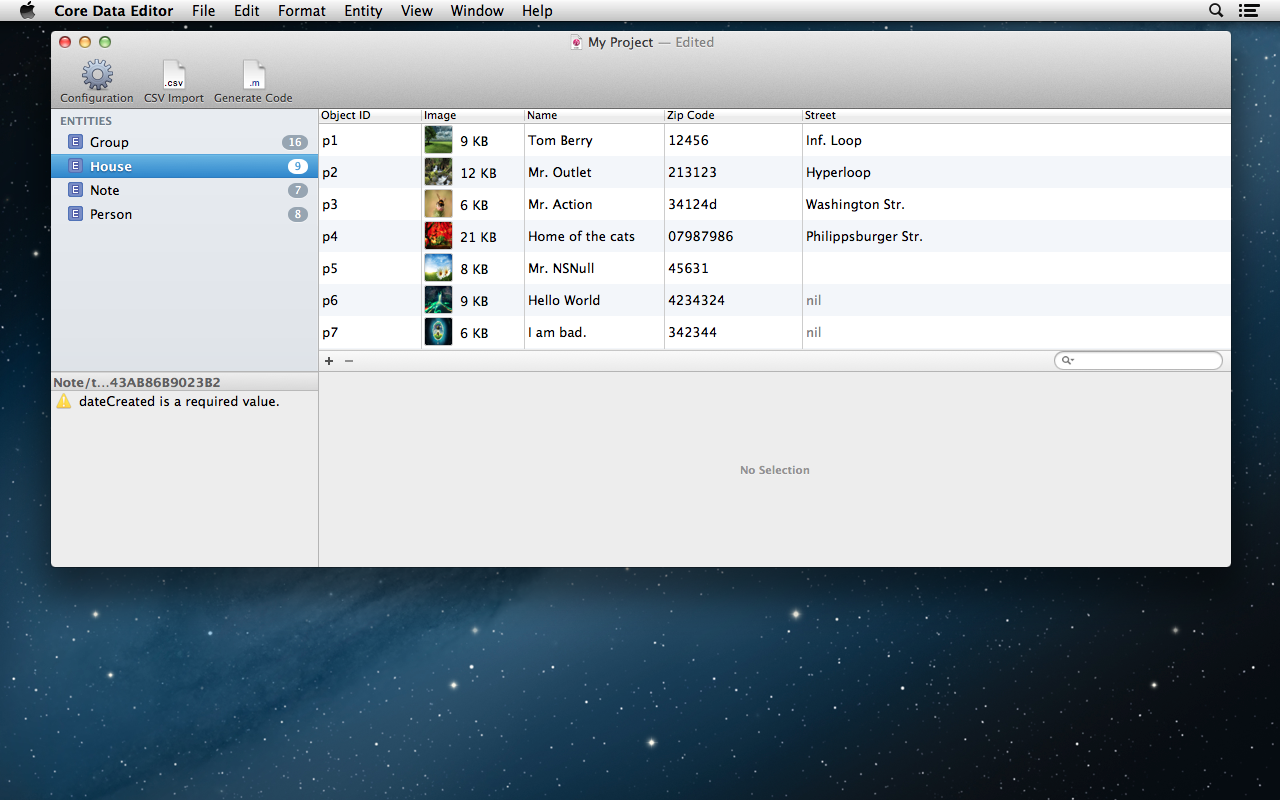 Core Data Editor File Edit Format Entity View Window Help
My Project — Edited
.csv .m
Configuration CSV Import Generate Code
ENTITIES
E Group 16
E House 9
E Note 7
E Person 8
Object ID Image Name Zip Code Street
p1 9 KB Tom Berry 12456 Inf. Loop
p2 12 KB Mr. Outlet 213123 Hyperloop
p3 6 KB Mr. Action 34124d Washington Str.
p4 21 KB Home of the cats 07987986 Philippsburger Str.
p5 8 KB Mr. NSNull 45631
p6 9 KB Hello World 4234324 nil
p7 6 KB I am bad. 342344 nil
+ −
Note/t...43AB86B9023B2
dateCreated is a required value.
No Selection